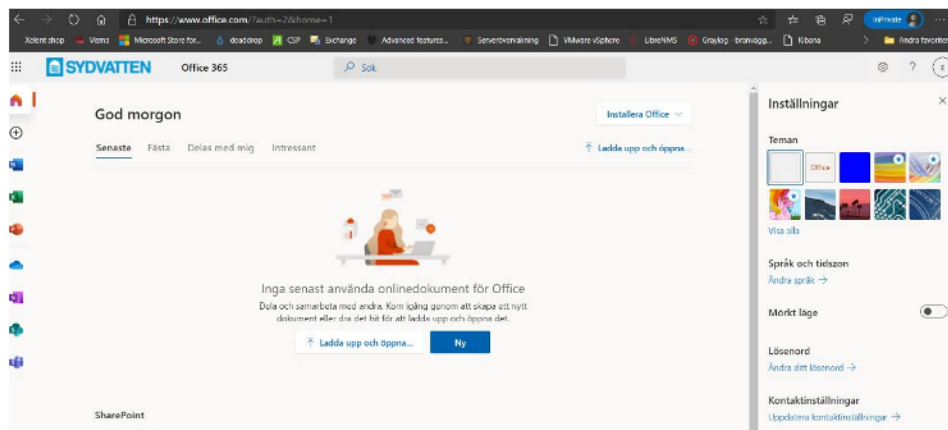 https://www.office.com/?auth=2&home=1
InPrivate
Xelent shop
Visma
Microsoft Store for...
deaddrop
CSP
Exchange
Advanced features...
Serverövervakning
VMware vSphere
LibreNMS
Graylog - branvägg...
Kibana
Andra favoriter
SYDVATTEN
Office 365
Sök
God morgon
Installera Office
Senaste
Fästa
Delas med mig
Intressant
Ladda upp och öppna...
Inga senast använda onlinedokument för Office
Dela och samarbeta med andra. Kom igång genom att skapa ett nytt
dokument eller dra det hit för att ladda upp och öppna det.
Ladda upp och öppna...
Ny
SharePoint
Inställningar
Teman
Office
Visa alla
Språk och tidszon
Ändra språk →
Mörkt läge
Lösenord
Ändra ditt lösenord →
Kontaktinställningar
Uppdatera kontaktinställningar →